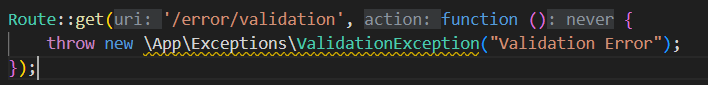 Route::get(uri: '/error/validation', action: function (): never {
    throw new \App\Exceptions\ValidationException("Validation Error");
});